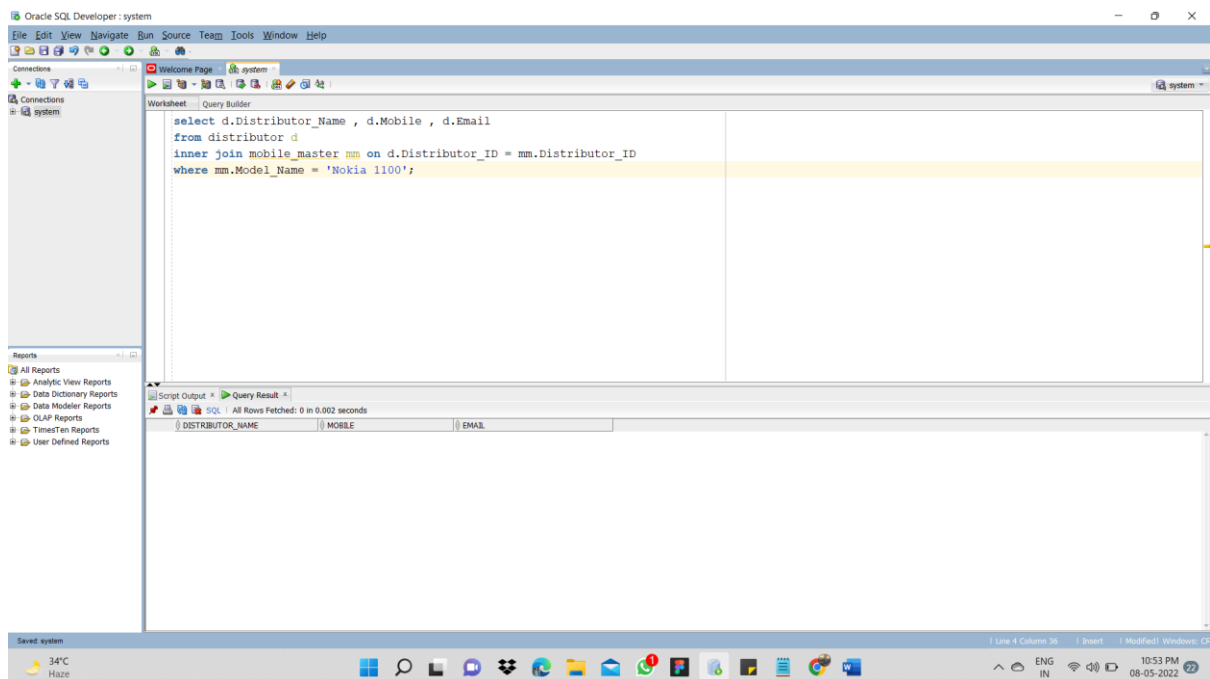 Oracle SQL Developer : system
File Edit View Navigate Run Source Team Tools Window Help
Connections
Welcome Page
system
system
Connections
system
Worksheet Query Builder
select d.Distributor_Name , d.Mobile , d.Email
from distributor d
inner join mobile_master mm on d.Distributor_ID = mm.Distributor_ID
where mm.Model_Name = 'Nokia 1100';
Reports
All Reports
Analytic View Reports
Data Dictionary Reports
Data Modeler Reports
OLAP Reports
TimesTen Reports
User Defined Reports
Script Output Query Result
SQL | All Rows Fetched: 0 in 0.002 seconds
DISTRIBUTOR_NAME MOBILE EMAIL
Saved: system
Line 4 Column 36 | Insert | Modified | Windows: CF
34°C
Haze
1
ENG
IN
10:53 PM
08-05-2022
22